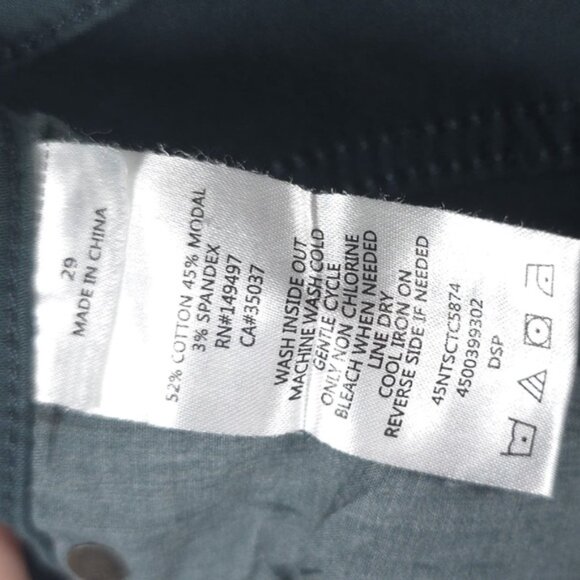 29
MADE IN CHINA
52% COTTON 45% MODAL
3% SPANDEX
RN#149497
CA#35037
WASH INSIDE OUT
MACHINE WASH COLD
GENTLE CYCLE
ONLY NON CHLORINE
BLEACH WHEN NEEDED
LINE DRY
COOL IRON ON
REVERSE SIDE IF NEEDED
45NTSCTC5874
4500399302
DSP